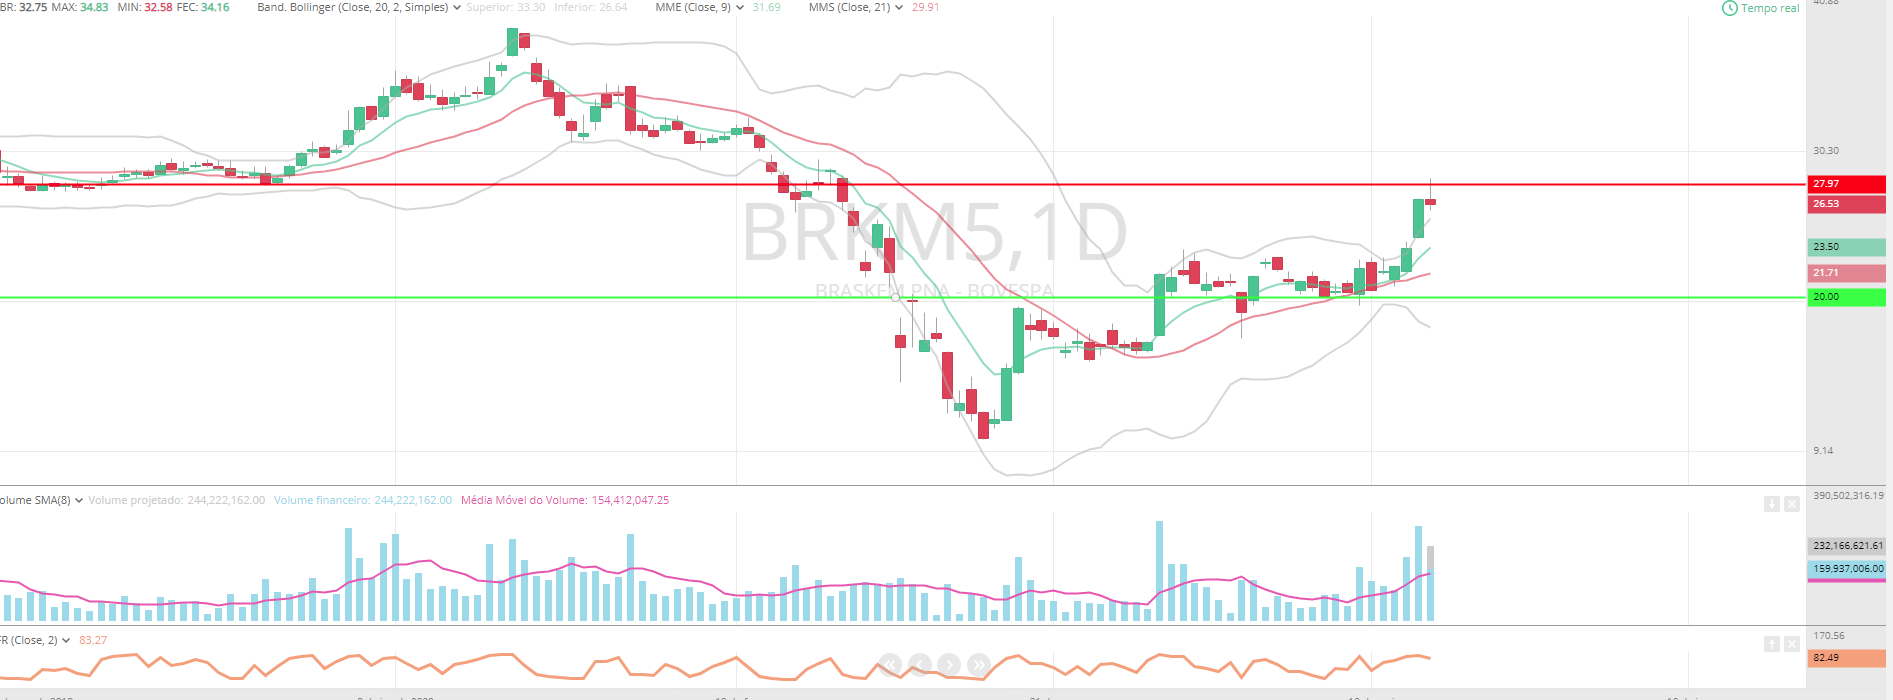 BR: 32.75 MAX: 34.83 MIN: 32.58 FEC: 34.16 Band. Bollinger (Close, 20, 2, Simples) Superior: 33.30 Inferior: 26.64 MME (Close, 9) 31.69 MMS (Close, 21) 29.91
Tempo real
40.88
30.30
27.97
26.53
23.50
21.71
20.00
9.14
BRKM5,1D
BRASKEM PNA - BOVESPA
olume SMA(8) Volume projetado: 244,222,162.00 Volume financeiro: 244,222,162.00 Média Móvel do Volume: 154,412,047.25
390,502,316.19
232,166,621.61
159,937,006.00
FR (Close, 2) 83.27
170.56
82.49